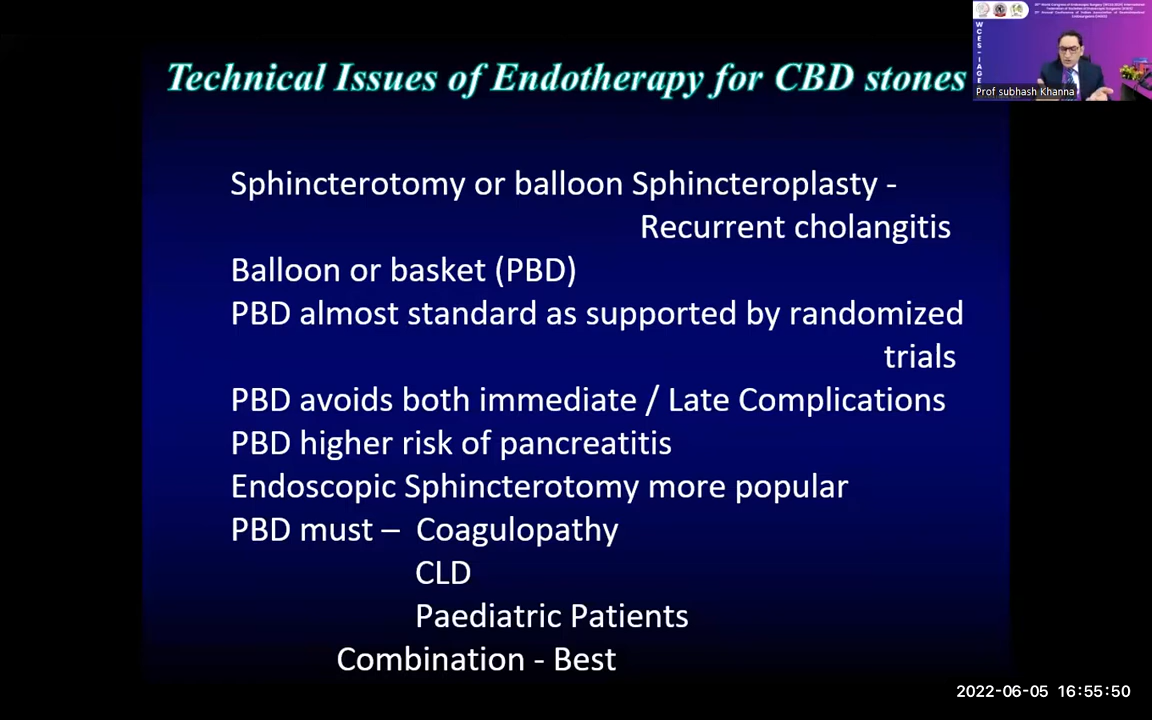 Technical Issues of Endotherapy for CBD stones
Sphincterotomy or balloon Sphincteroplasty -
Recurrent cholangitis
Balloon or basket (PBD)
PBD almost standard as supported by randomized
trials
PBD avoids both immediate / Late Complications
PBD higher risk of pancreatitis
Endoscopic Sphincterotomy more popular
PBD must – Coagulopathy
CLD
Paediatric Patients
Combination - Best
WCES-IAGE
Prof subhash Khanna
2022-06-05 16:55:50